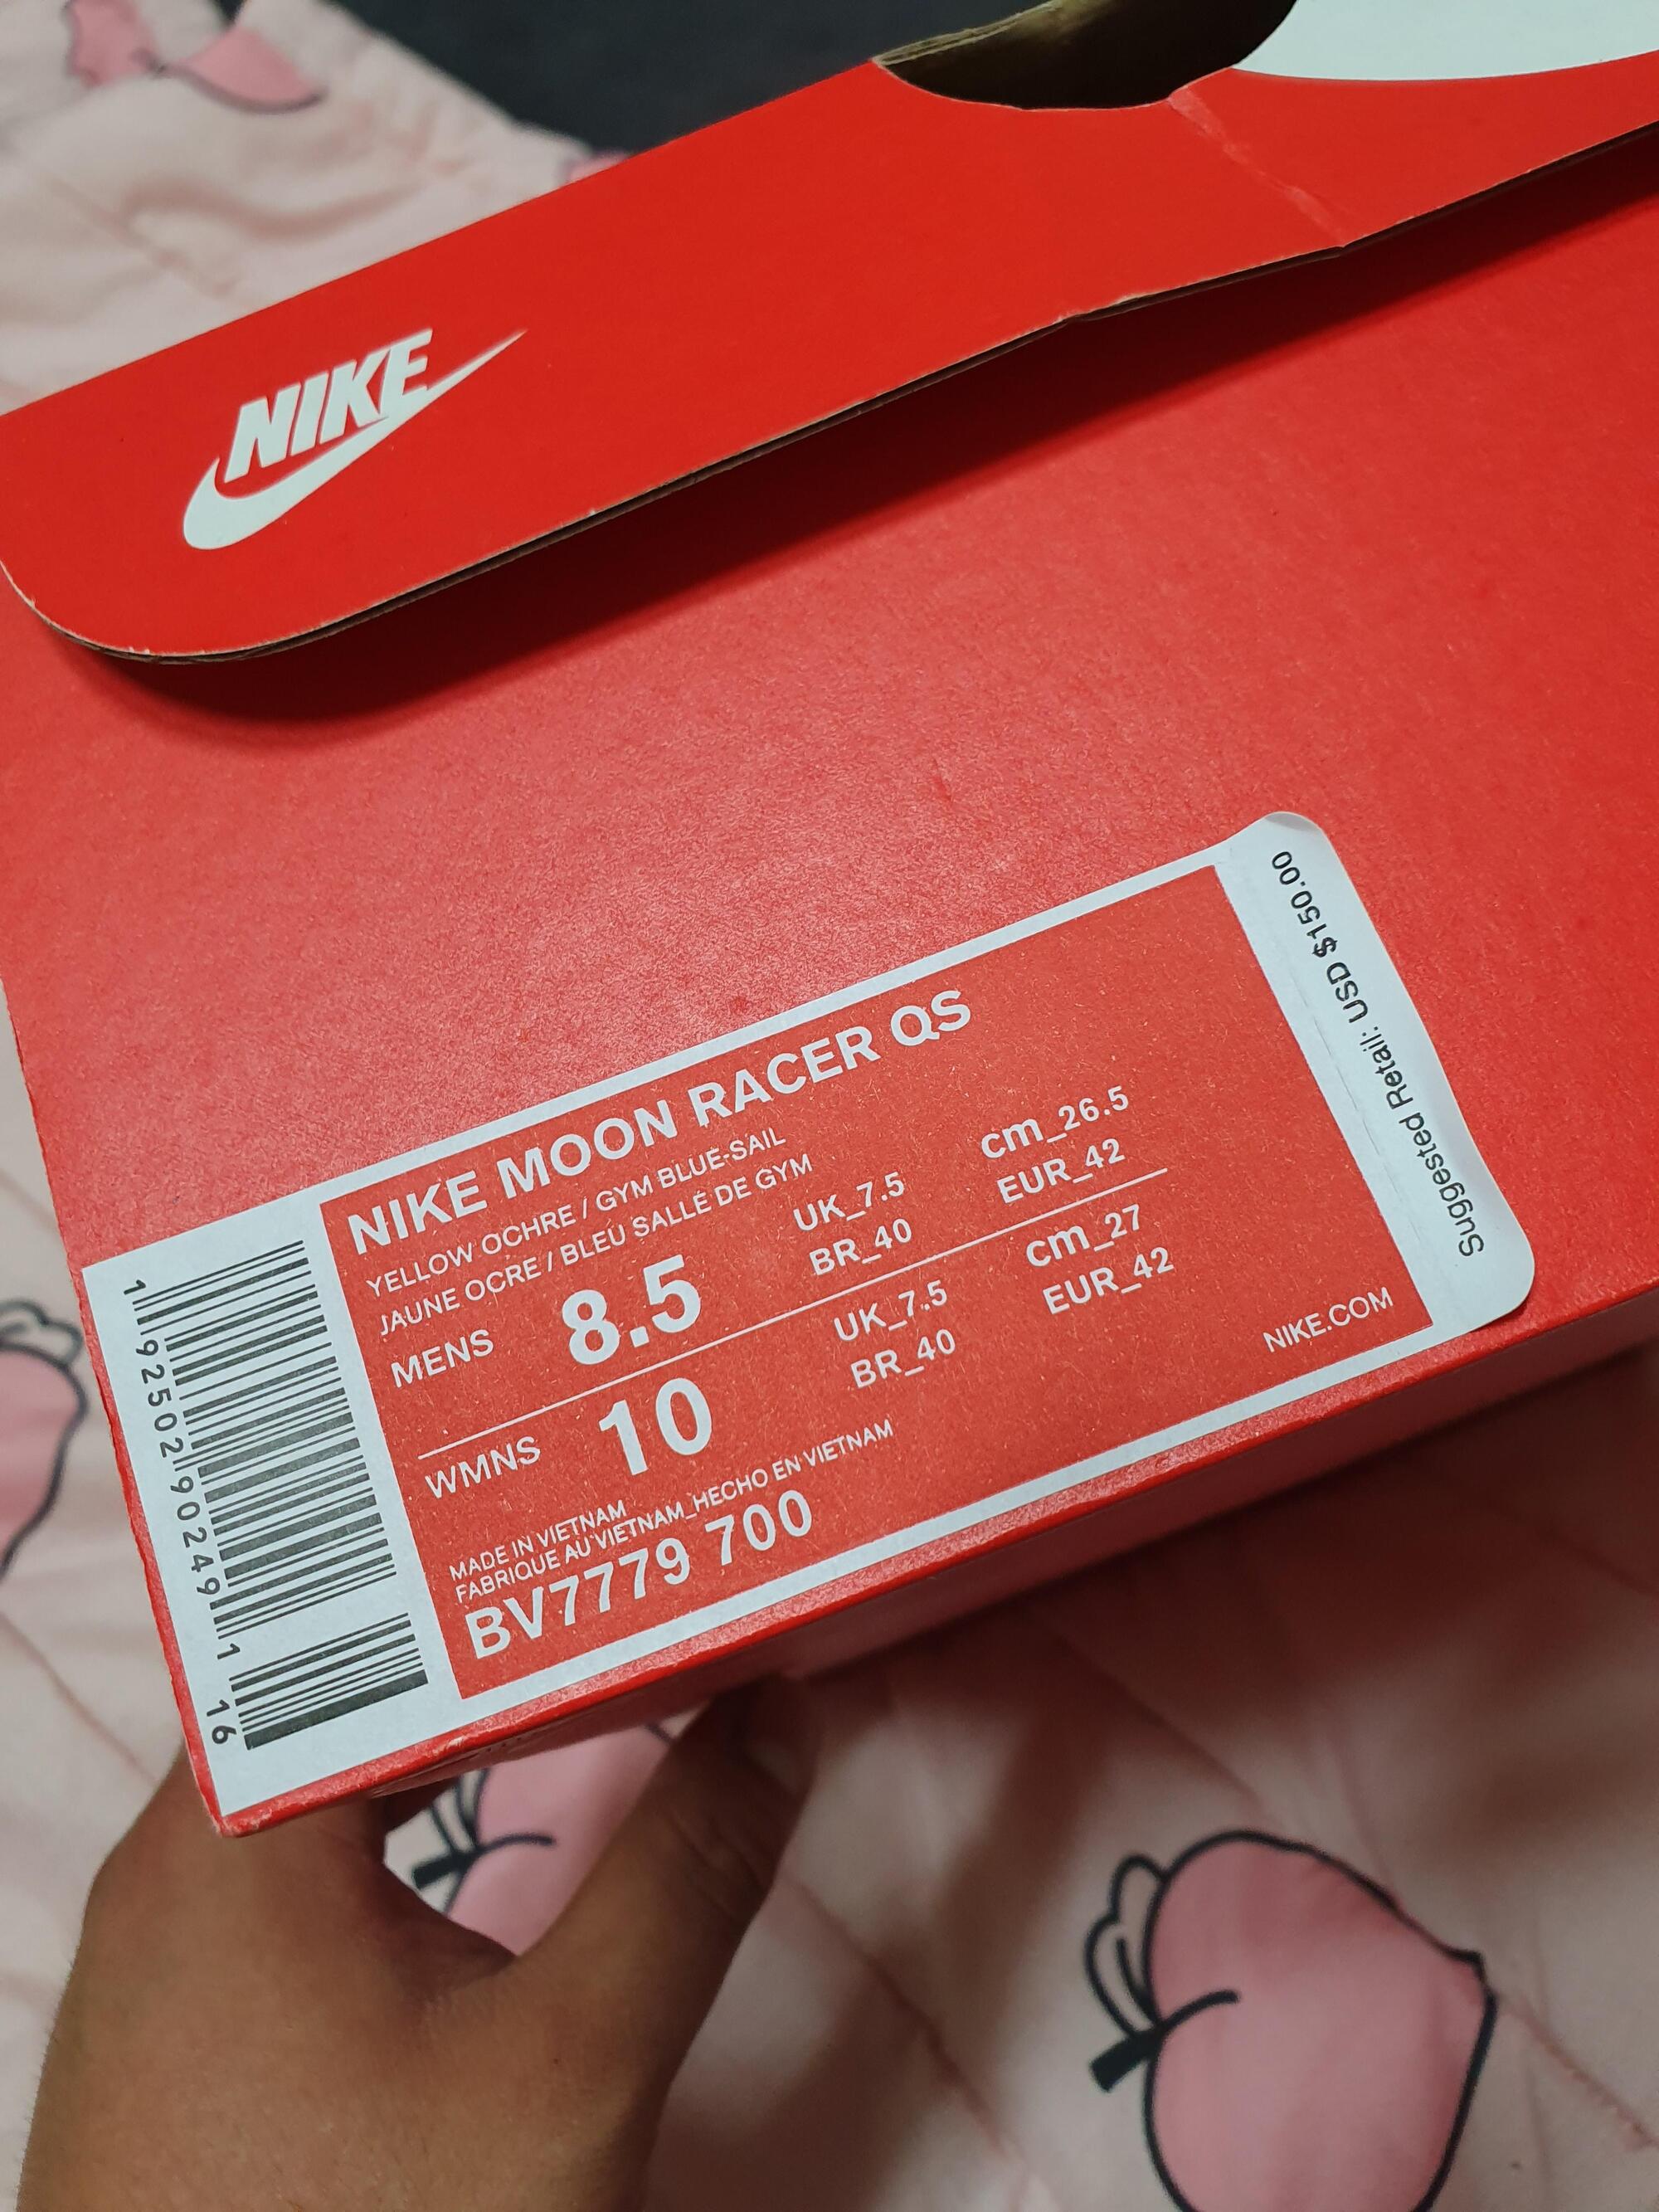 NIKE
NIKE MOON RACER QS
YELLOW OCHRE / GYM BLUE-SAIL
JAUNE OCRE / BLEU SALLE DE GYM
MENS 8.5 UK_7.5 cm_26.5
BR_40 EUR_42
WMNS 10 UK_7.5 cm_27
BR_40 EUR_42
MADE IN VIETNAM
FABRIQUE AU VIETNAM_HECHO EN VIETNAM
BV7779 700
NIKE.COM
Suggested Retail: USD $150.00
1 92502 90249 1 16